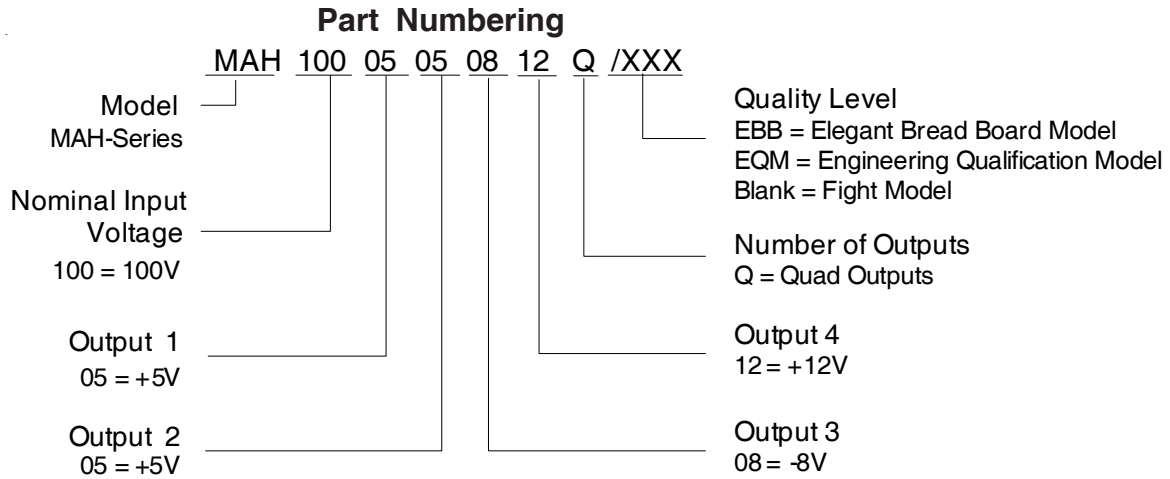 Part Numbering
MAH 100 05 05 08 12 Q /XXX
Model
MAH-Series
Nominal Input
Voltage
100 = 100V
Output 1
05 = +5V
Output 2
05 = +5V
Quality Level
EBB = Elegant Bread Board Model
EQM = Engineering Qualification Model
Blank = Fight Model
Number of Outputs
Q = Quad Outputs
Output 4
12 = +12V
Output 3
08 = -8V